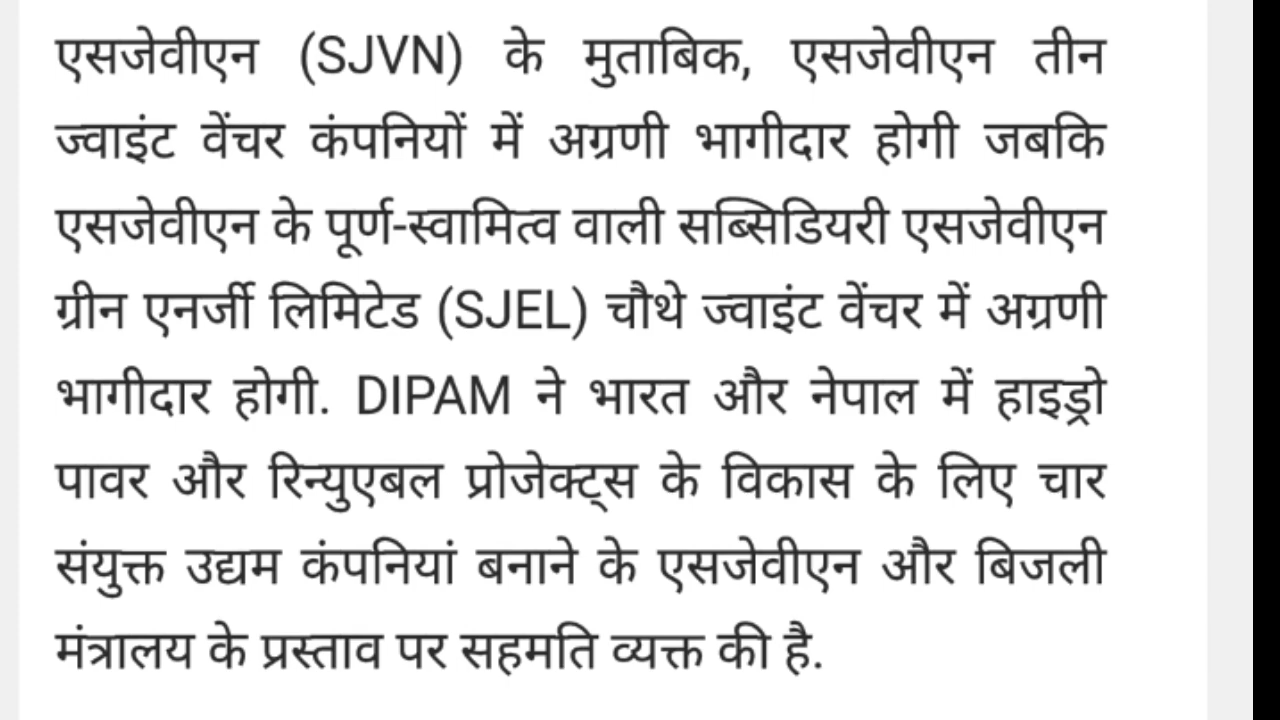 एसजेवीएन (SJVN) के मुताबिक, एसजेवीएन तीन
ज्वाइंट वेंचर कंपनियों में अग्रणी भागीदार होगी जबकि
एसजेवीएन के पूर्ण-स्वामित्व वाली सब्सिडियरी एसजेवीएन
ग्रीन एनर्जी लिमिटेड (SJEL) चौथे ज्वाइंट वेंचर में अग्रणी
भागीदार होगी. DIPAM ने भारत और नेपाल में हाइड्रो
पावर और रिन्युएबल प्रोजेक्ट्स के विकास के लिए चार
संयुक्त उद्यम कंपनियां बनाने के एसजेवीएन और बिजली
मंत्रालय के प्रस्ताव पर सहमति व्यक्त की है.